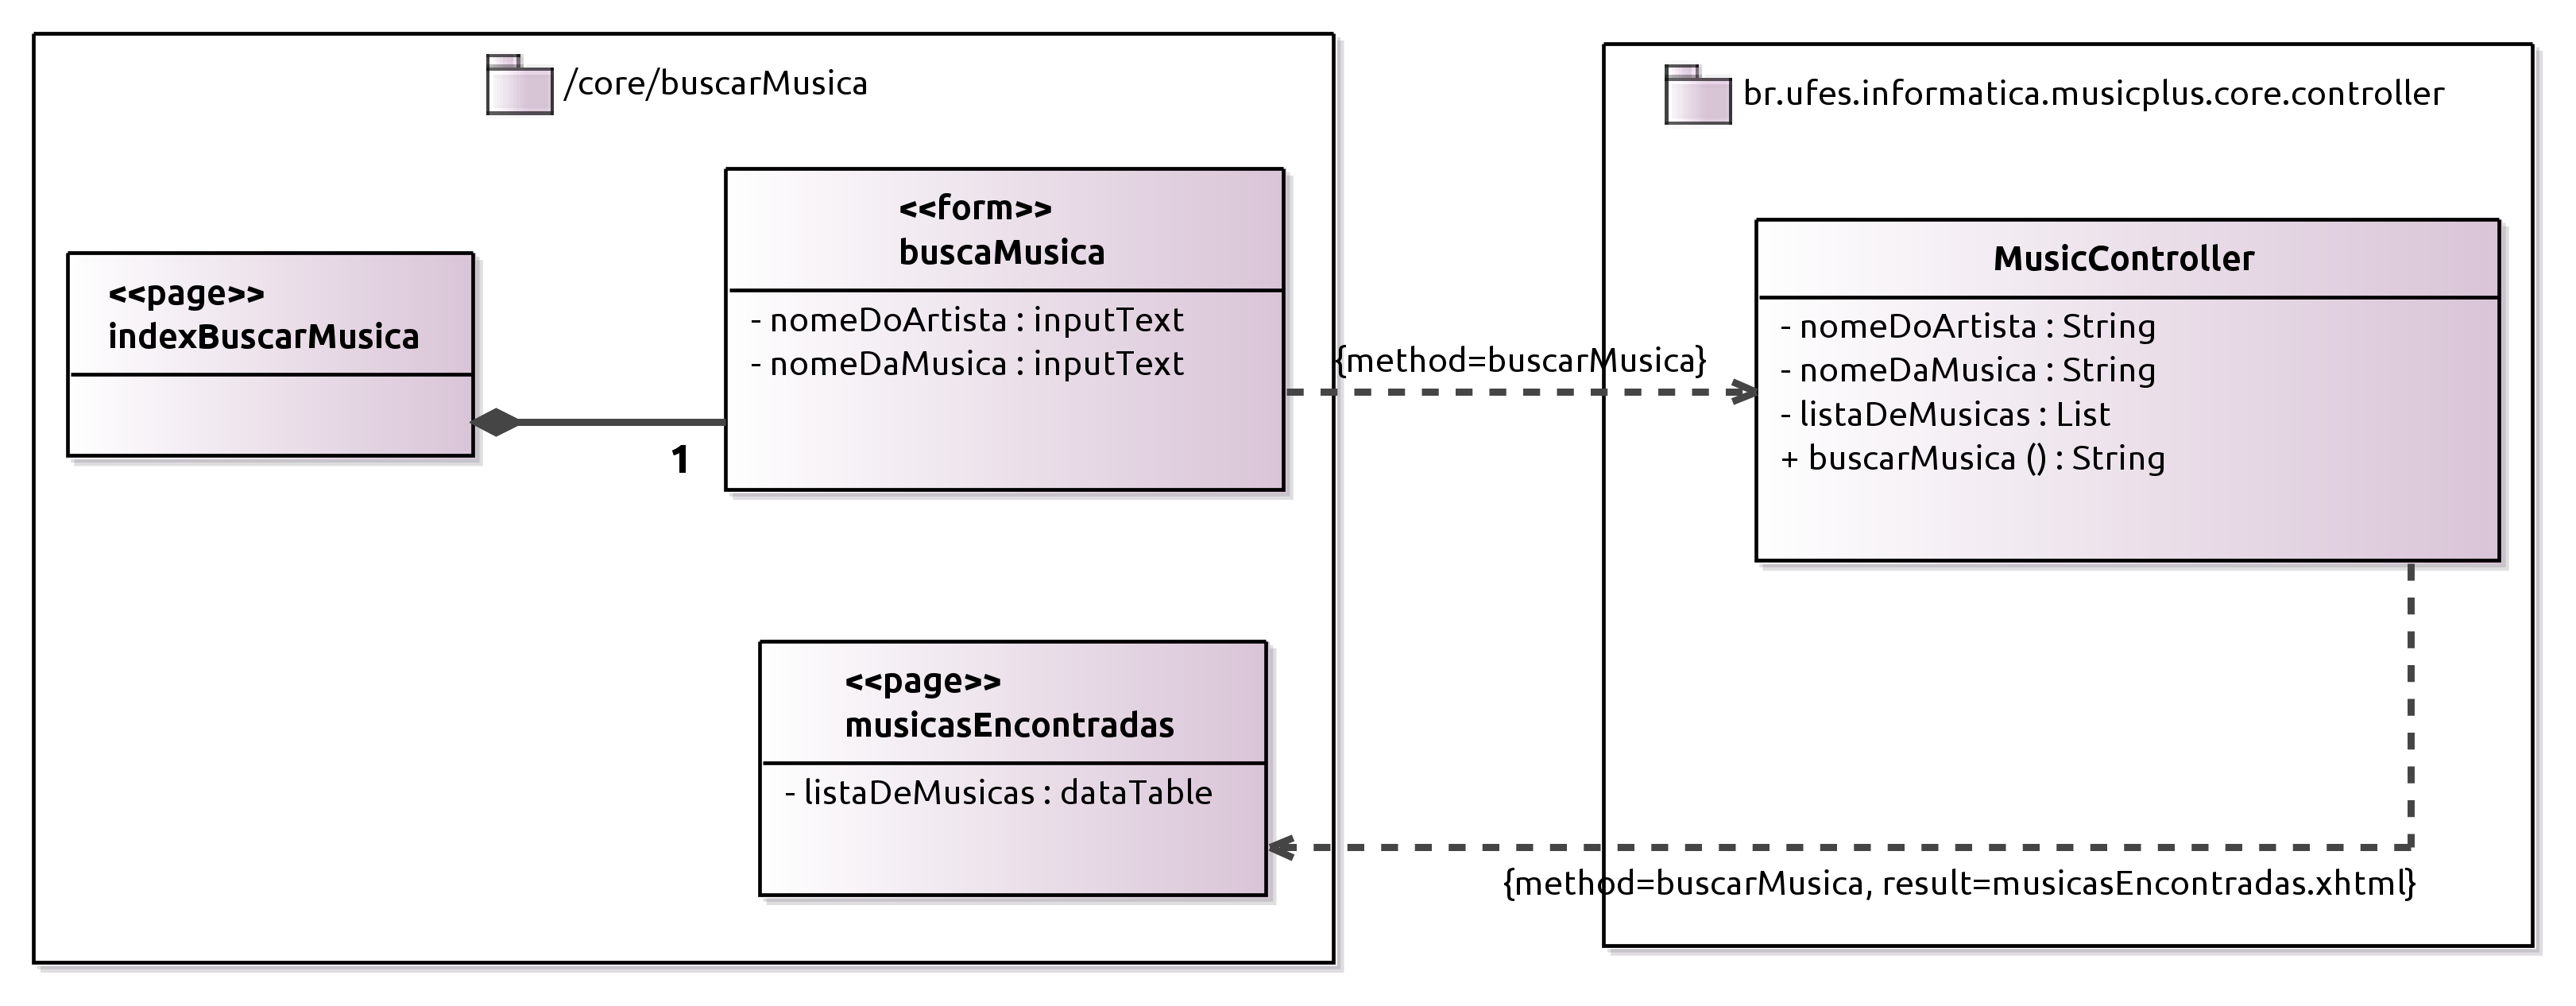 /core/buscarMusica
<<page>>
indexBuscarMusica
1
<<form>>
buscaMusica
- nomeDoArtista : inputText
- nomeDaMusica : inputText
{method=buscarMusica}
<<page>>
musicasEncontradas
- listaDeMusicas : dataTable
br.ufes.informatica.musicplus.core.controller
MusicController
- nomeDoArtista : String
- nomeDaMusica : String
- listaDeMusicas : List
+ buscarMusica () : String
{method=buscarMusica, result=musicasEncontradas.xhtml}